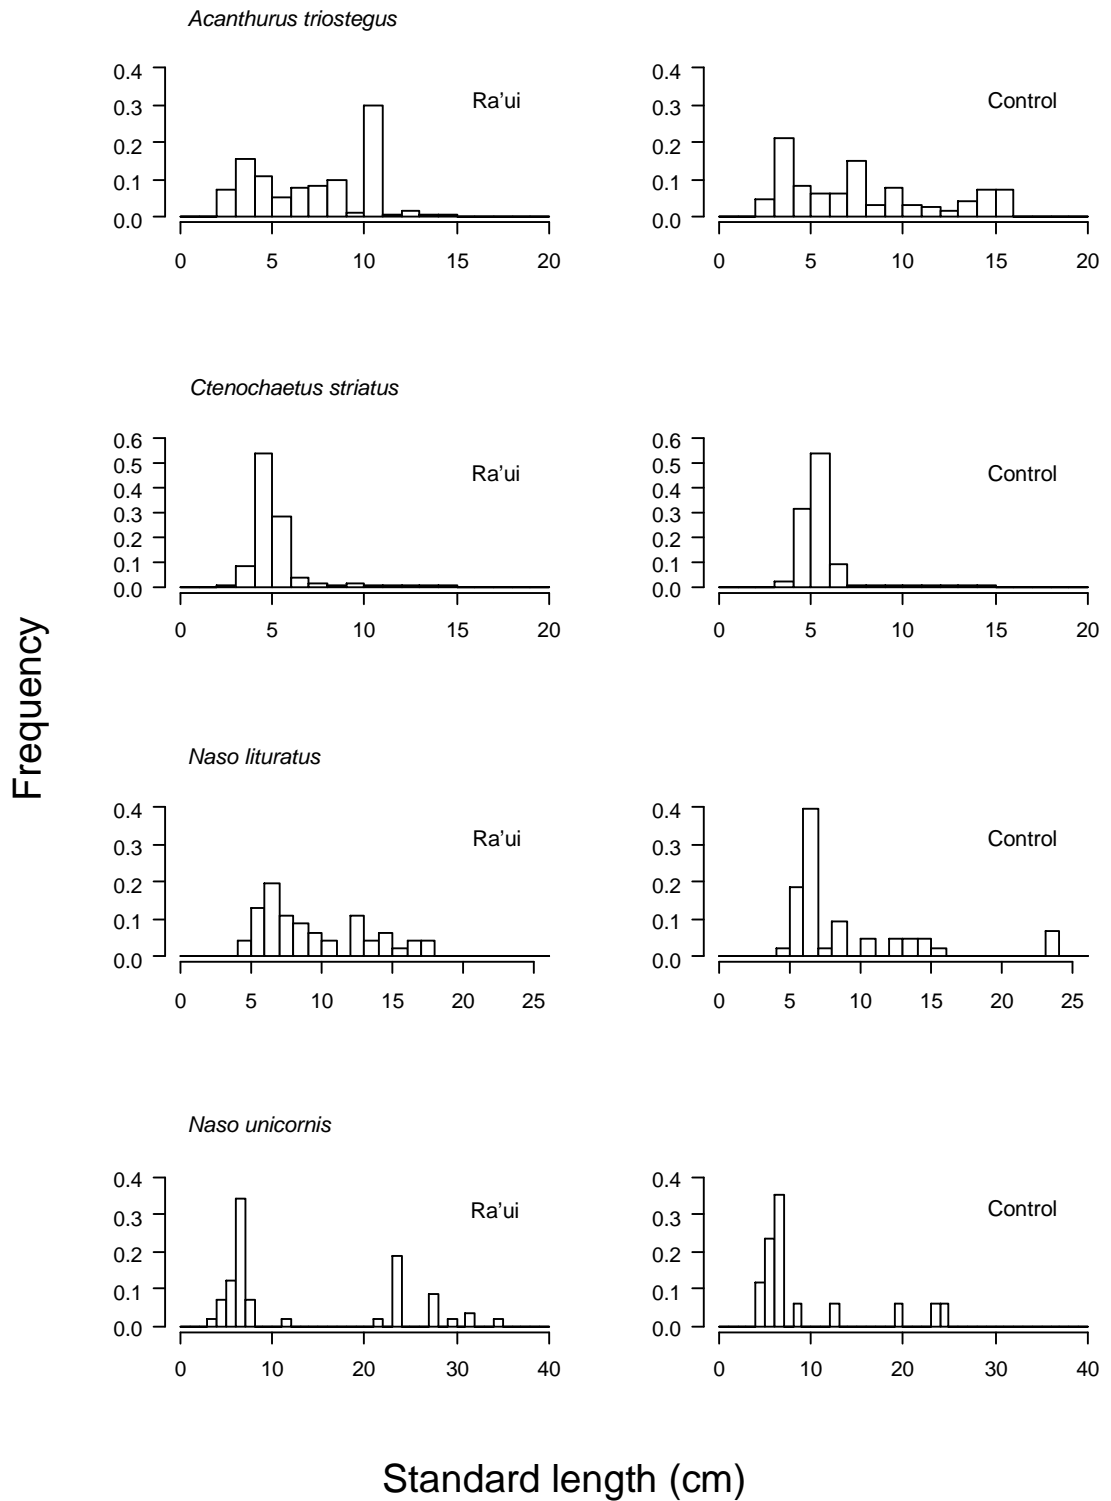 Acanthurus triostegus
0.4 0.4
Ra'ui Control
0.3 0.3
0.2 0.2
0.1 0.1
0.0 0.0
0 5 10 15 20 0 5 10 15 20
Ctenochaetus striatus
0.6 0.6
0.5 Ra'ui 0.5 Control
0.4 0.4
0.3 0.3
0.2 0.2
0.1 0.1
0.0 0.0
0 5 10 15 20 0 5 10 15 20
Frequency
Naso lituratus
0.4 0.4
0.3 Ra'ui 0.3 Control
0.2 0.2
0.1 0.1
0.0 0.0
0 5 10 15 20 25 0 5 10 15 20 25
Naso unicornis
0.4 0.4
0.3 Ra'ui 0.3 Control
0.2 0.2
0.1 0.1
0.0 0.0
0 10 20 30 40 0 10 20 30 40
Standard length (cm)